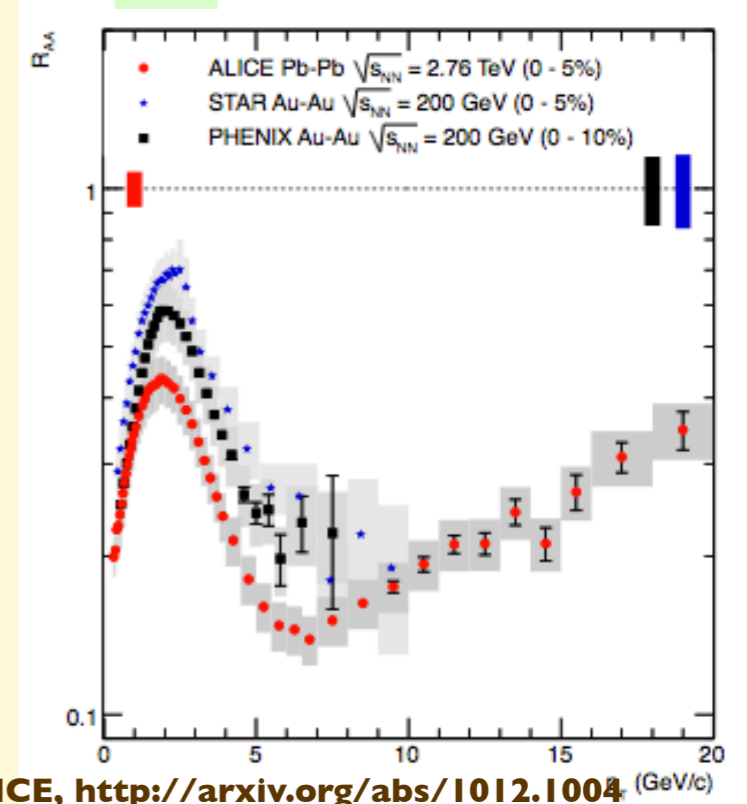 R_AA
ALICE Pb-Pb √s_NN = 2.76 TeV (0 - 5%)
STAR Au-Au √s_NN = 200 GeV (0 - 5%)
PHENIX Au-Au √s_NN = 200 GeV (0 - 10%)
1
0.1
0 5 10 15 20
(GeV/c)
ICE, http://arxiv.org/abs/1012.1004